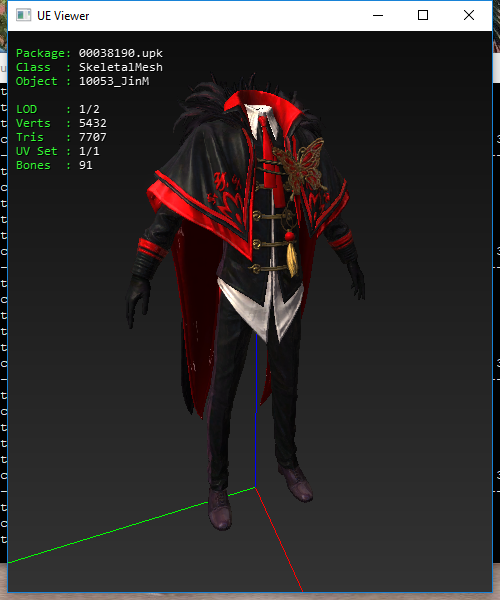 UE Viewer
Package: 00038190.upk
Class : SkeletalMesh
Object : 10053_JinM
LOD : 1/2
Verts : 5432
Tris : 7707
UV Set : 1/1
Bones : 91